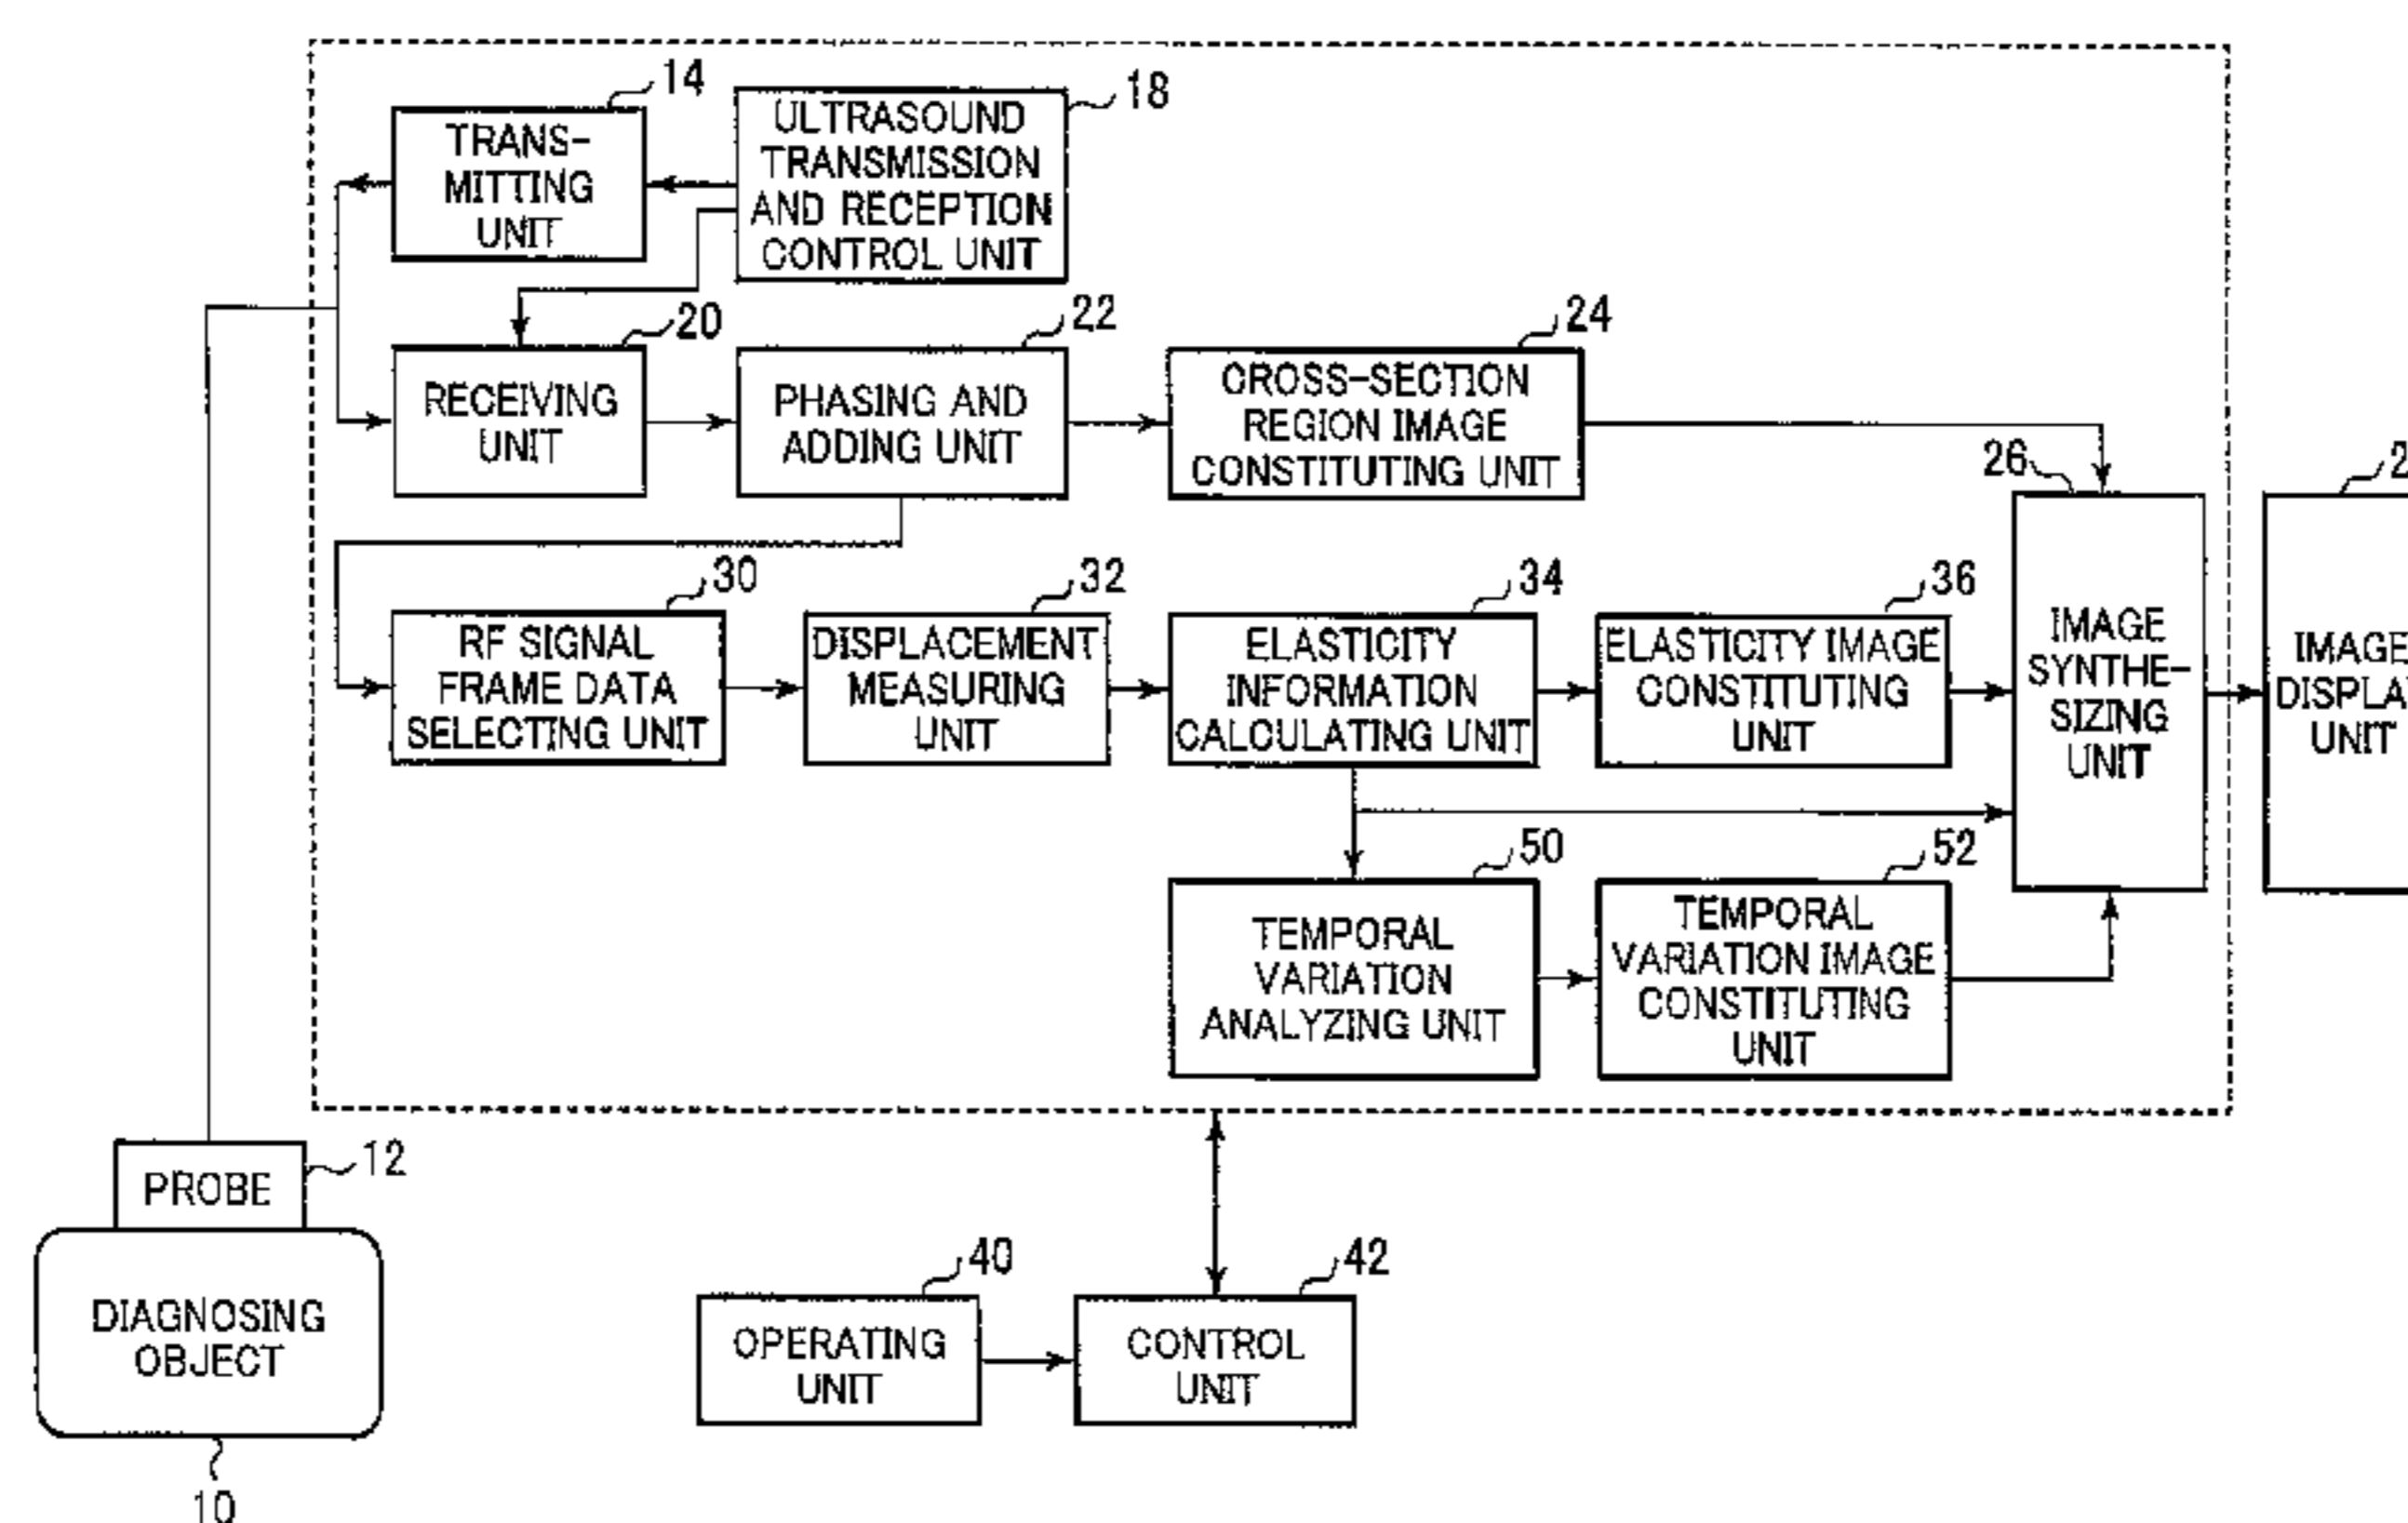 14
TRANS-
MITTING
UNIT
18
ULTRASOUND
TRANSMISSION
AND RECEPTION
CONTROL UNIT
20
RECEIVING
UNIT
22
PHASING AND
ADDING UNIT
24
CROSS-SECTION
REGION IMAGE
CONSTITUTING UNIT
26
IMAGE
SYNTHE-
SIZING
UNIT
IMAGE
UNIT
30
RF SIGNAL
FRAME DATA
SELECTING UNIT
32
DISPLACEMENT
MEASURING
UNIT
34
ELASTICITY
INFORMATION
CALCULATING UNIT
36
ELASTICITY IMAGE
CONSTITUTING
UNIT
50
TEMPORAL
VARIATION
ANALYZING UNIT
52
TEMPORAL
VARIATION IMAGE
CONSTITUTING
UNIT
PROBE
12
DIAGNOSING
OBJECT
10
40
OPERATING
UNIT
42
CONTROL
UNIT